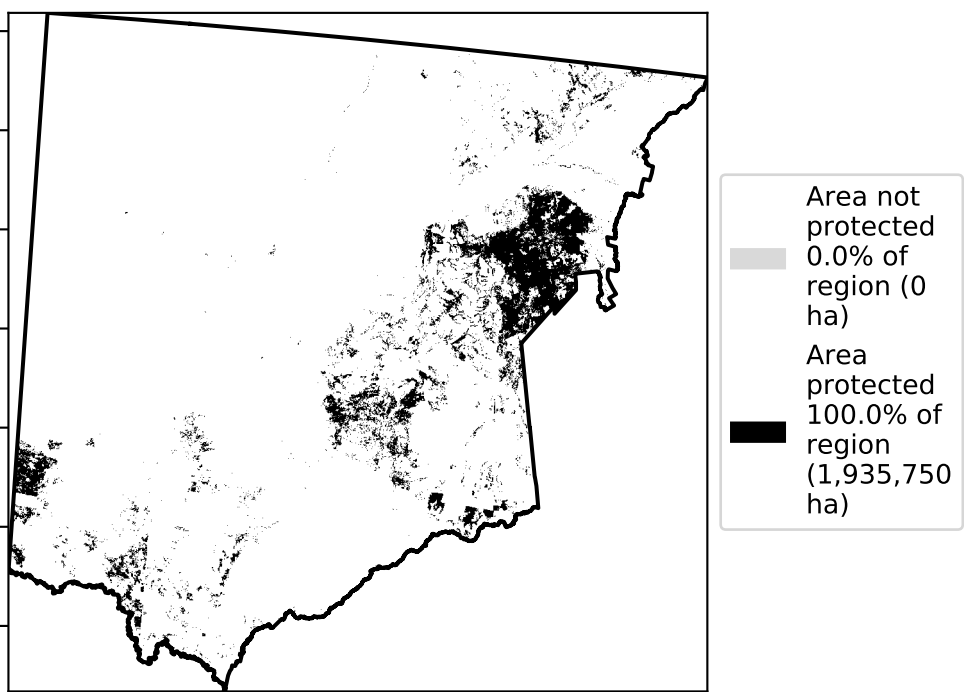 Area not
protected
0.0% of
region (0
ha)
Area
protected
100.0% of
region
(1,935,750
ha)